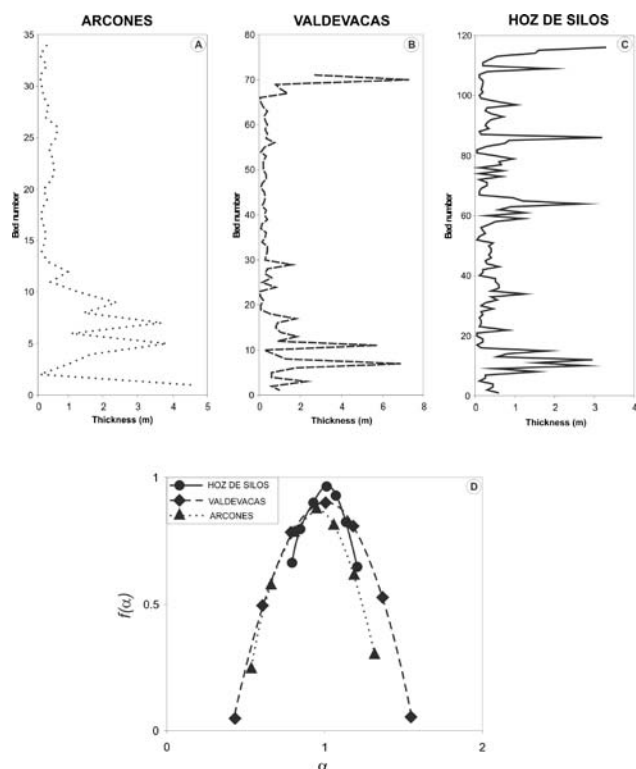 ARCONES
A
35
30
25
20
15
10
5
0
Bed number
0 1 2 3 4 5
Thickness (m)
VALDEVACAS
B
80
70
60
50
40
30
20
10
0
Bed number
0 2 4 6 8
Thickness (m)
HOZ DE SILOS
C
120
100
80
60
40
20
0
Bed number
0 1 2 3 4
Thickness (m)
D
HOZ DE SILOS
VALDEVACAS
ARCONES
1
0.5
0
f(α)
0 1 2
α